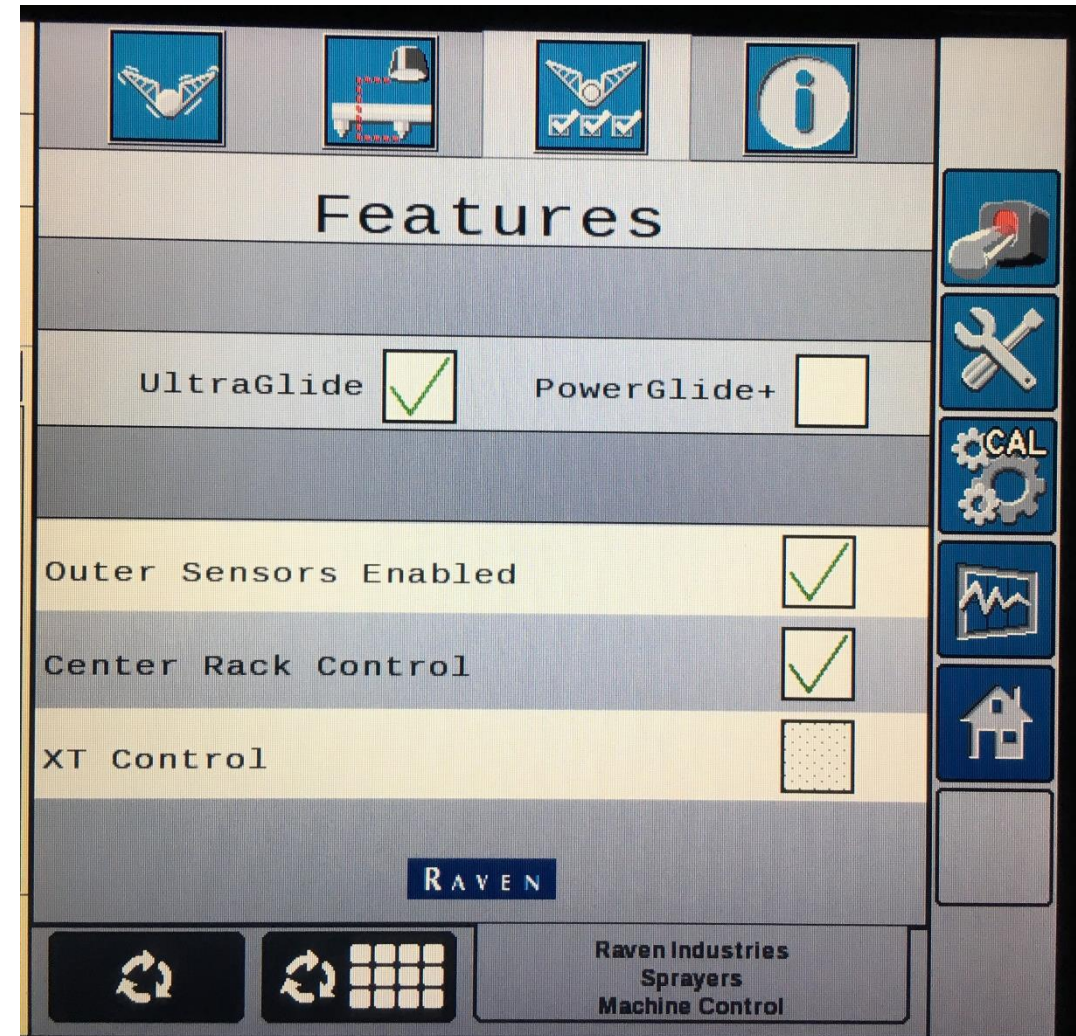 Features
UltraGlide PowerGlide+
CAL
Outer Sensors Enabled
Center Rack Control
XT Control
RAVEN
Raven Industries
Sprayers
Machine Control